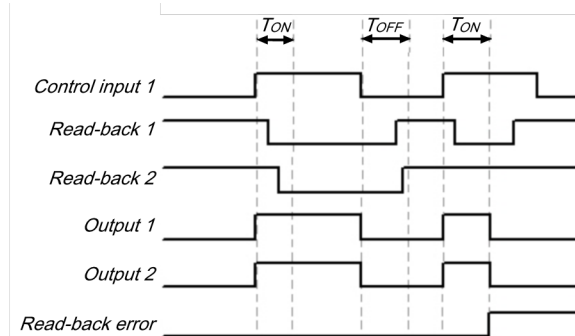 TON TOFF TON
Control input 1
Read-back 1
Read-back 2
Output 1
Output 2
Read-back error